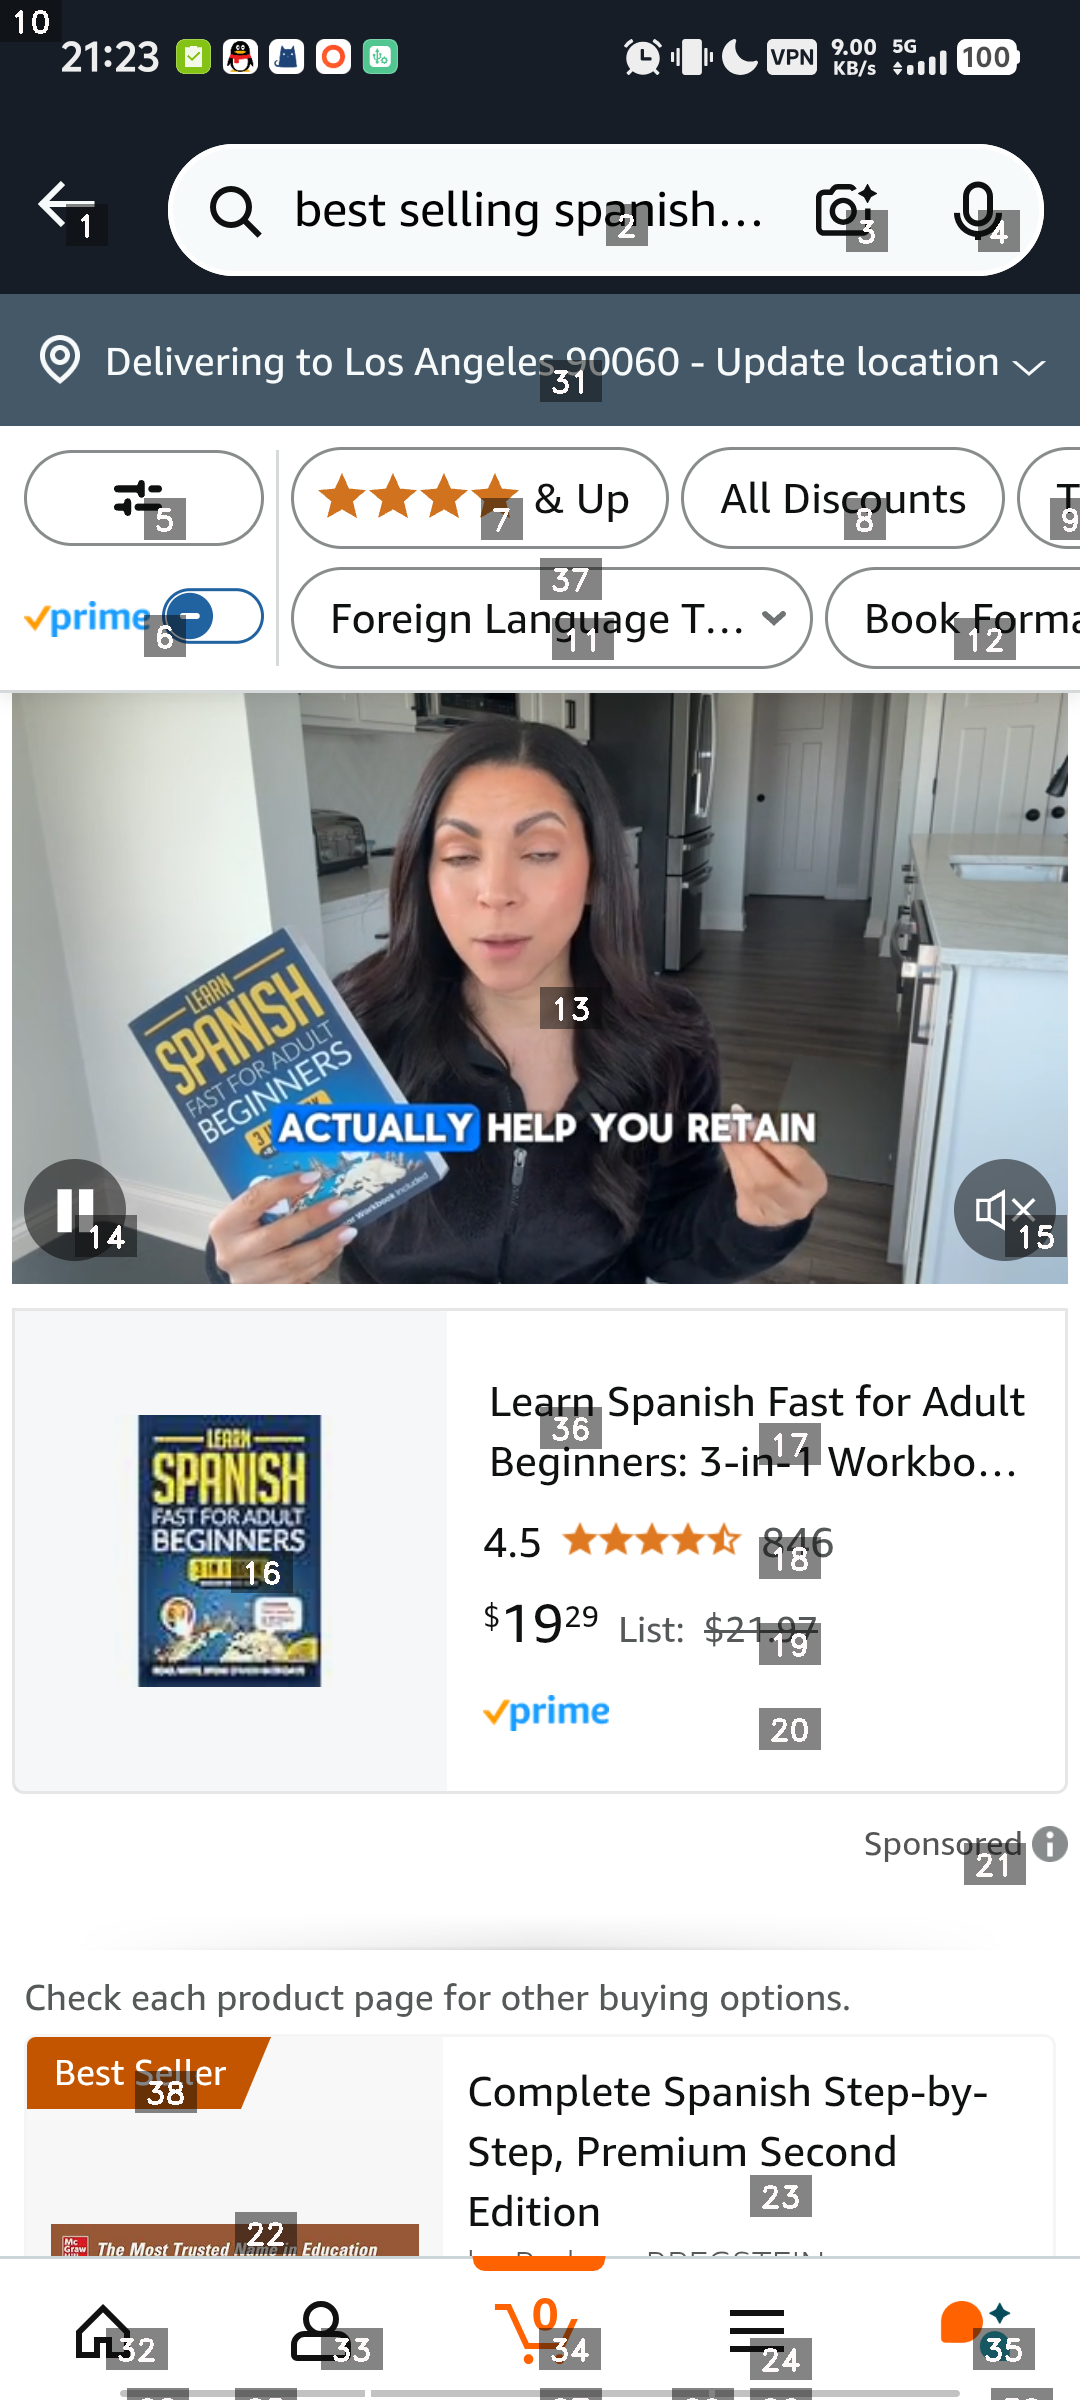 10
21:23
VPN
9.00
KB/s
5G
100
1
best selling spanish...
2
3
4
Delivering to Los Angeles 90060 - Update location
31
5
& Up
7
All Discounts
8
T
9
prime
6
37
Foreign Language T...
11
Book Forma
12
LEARN
SPANISH
FAST FOR ADULT
BEGINNERS
13
ACTUALLY HELP YOU RETAIN
14
15
LEARN
SPANISH
FAST FOR ADULT
BEGINNERS
16
Learn Spanish Fast for Adult
36
17
Beginners: 3-in-1 Workbo...
4.5
846
18
$19 29 List: $21.97
19
prime
20
Sponsored
21
Check each product page for other buying options.
Best Seller
38
Complete Spanish Step-by-
Step, Premium Second
Edition
23
22
Mc
Graw
The Most Trusted Name in Education
0
32
33
34
24
35